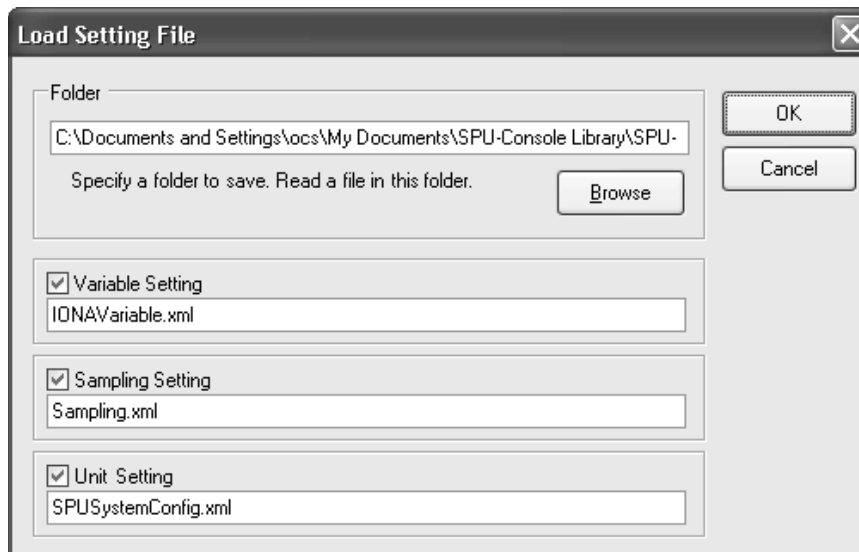 Load Setting File
Folder
C:\Documents and Settings\ocs\My Documents\SPU-Console Library\SPU-
Specify a folder to save. Read a file in this folder.
Browse
OK
Cancel
Variable Setting
IONAVariable.xml
Sampling Setting
Sampling.xml
Unit Setting
SPUSystemConfig.xml